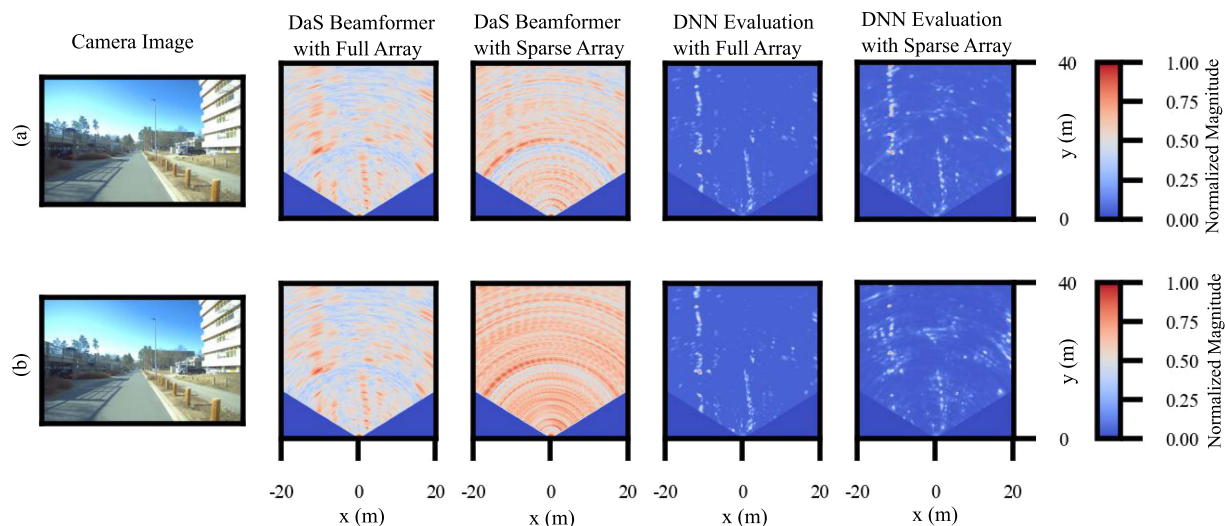 Camera Image
DaS Beamformer
with Full Array
DaS Beamformer
with Sparse Array
DNN Evaluation
with Full Array
DNN Evaluation
with Sparse Array
(a)
40
y (m)
0
1.00
0.75
0.50
0.25
0.00
Normalized Magnitude
(b)
40
y (m)
0
1.00
0.75
0.50
0.25
0.00
Normalized Magnitude
-20
0
20
x (m)
-20
0
20
x (m)
-20
0
20
x (m)
-20
0
20
x (m)